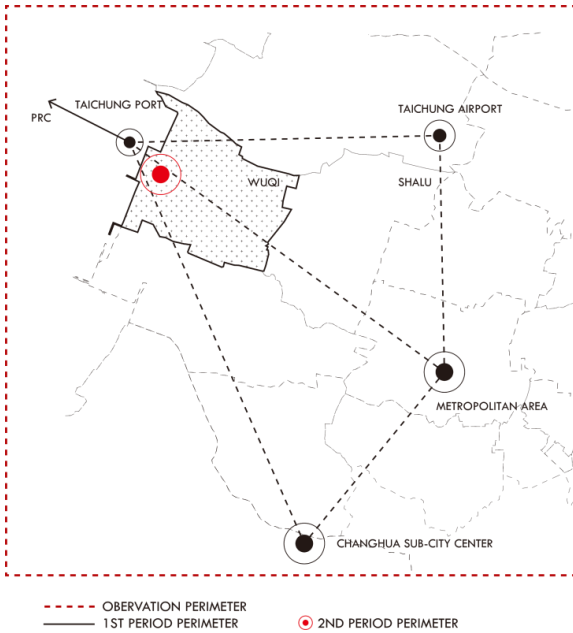 TAICHUNG PORT
TAICHUNG AIRPORT
PRC
WUQI
SHALU
METROPOLITAN AREA
CHANGHUA SUB-CITY CENTER
OBERVATION PERIMETER
1ST PERIOD PERIMETER
2ND PERIOD PERIMETER